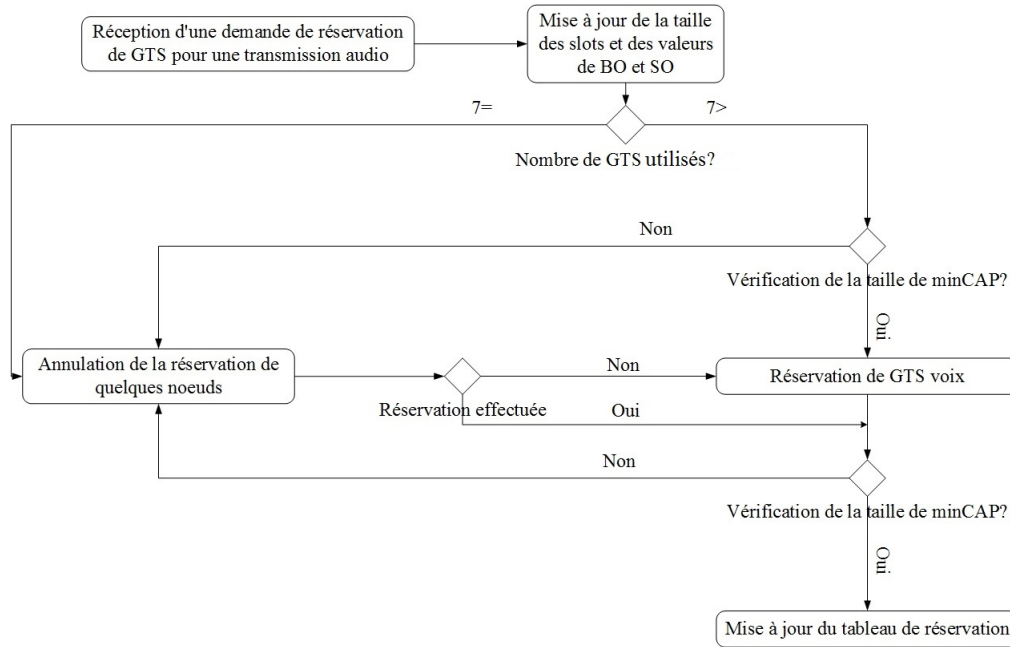 Réception d'une demande de réservation
de GTS pour une transmission audio
Mise à jour de la taille
des slots et des valeurs
de BO et SO
7=
7>
Nombre de GTS utilisés?
Non
Vérification de la taille de minCAP?
Oui
Annulation de la réservation de
quelques noeuds
Non
Réservation de GTS voix
Réservation effectuée
Oui
Non
Vérification de la taille de minCAP?
Oui
Mise à jour du tableau de réservation